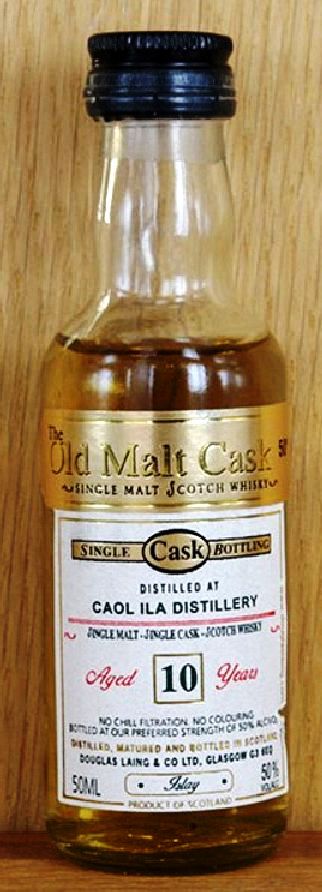 The
Old Malt Cask
SINGLE MALT SCOTCH WHISKY
SINGLE Cask BOTTLING
DISTILLED AT
CAOL ILA DISTILLERY
SINGLE MALT - SINGLE CASK - SCOTCH WHISKY
Aged 10 Years
NO CHILL FILTRATION. NO COLOURING
BOTTLED AT OUR PREFERRED STRENGTH OF 50% ALCOHOL
DISTILLED, MATURED AND BOTTLED IN SCOTLAND
DOUGLAS LAING & CO LTD, GLASGOW G3
50ML Islay 50%
PRODUCT OF SCOTLAND